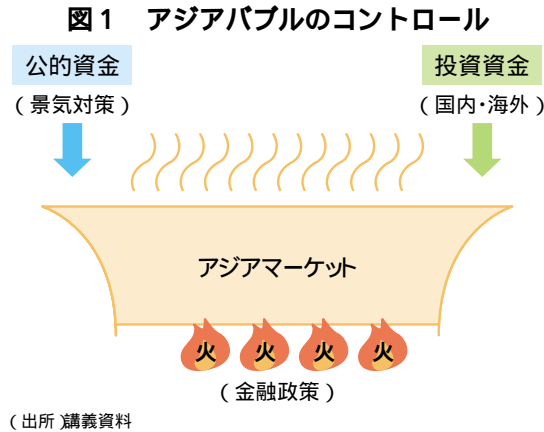 図1　アジアバブルのコントロール
公的資金
(景気対策)
投資資金
(国内・海外)
アジアマーケット
火 火 火 火
(金融政策)
(出所)講義資料